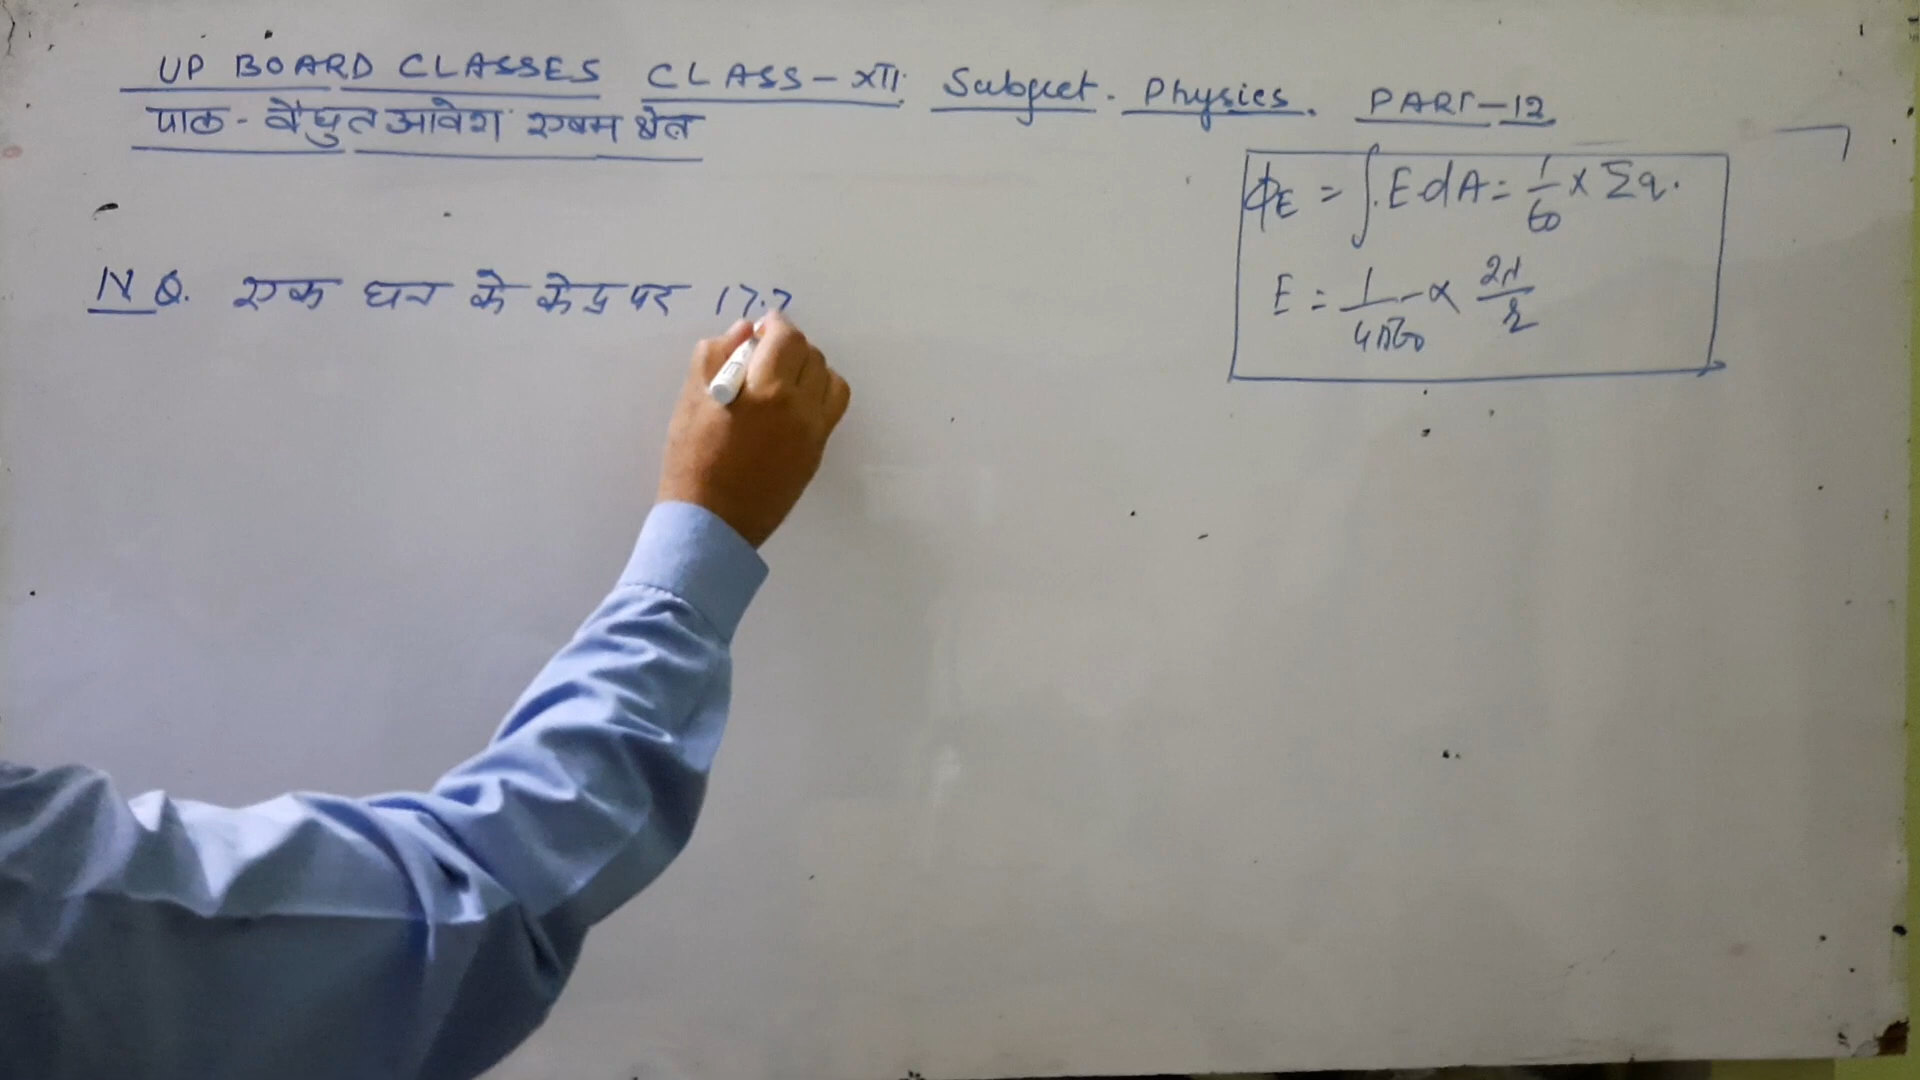 UP BOARD CLASSES CLASS-XII. Subject. Physics. PART-12
पाठ - वैद्युत आवेश एवम क्षेत्र
ΦE = ∫.E dA = 1/ϵ0 x Σq.
E = 1/4πϵ0 x 2λ/r
N Q. एक घन के केन्द्र पर 17.7